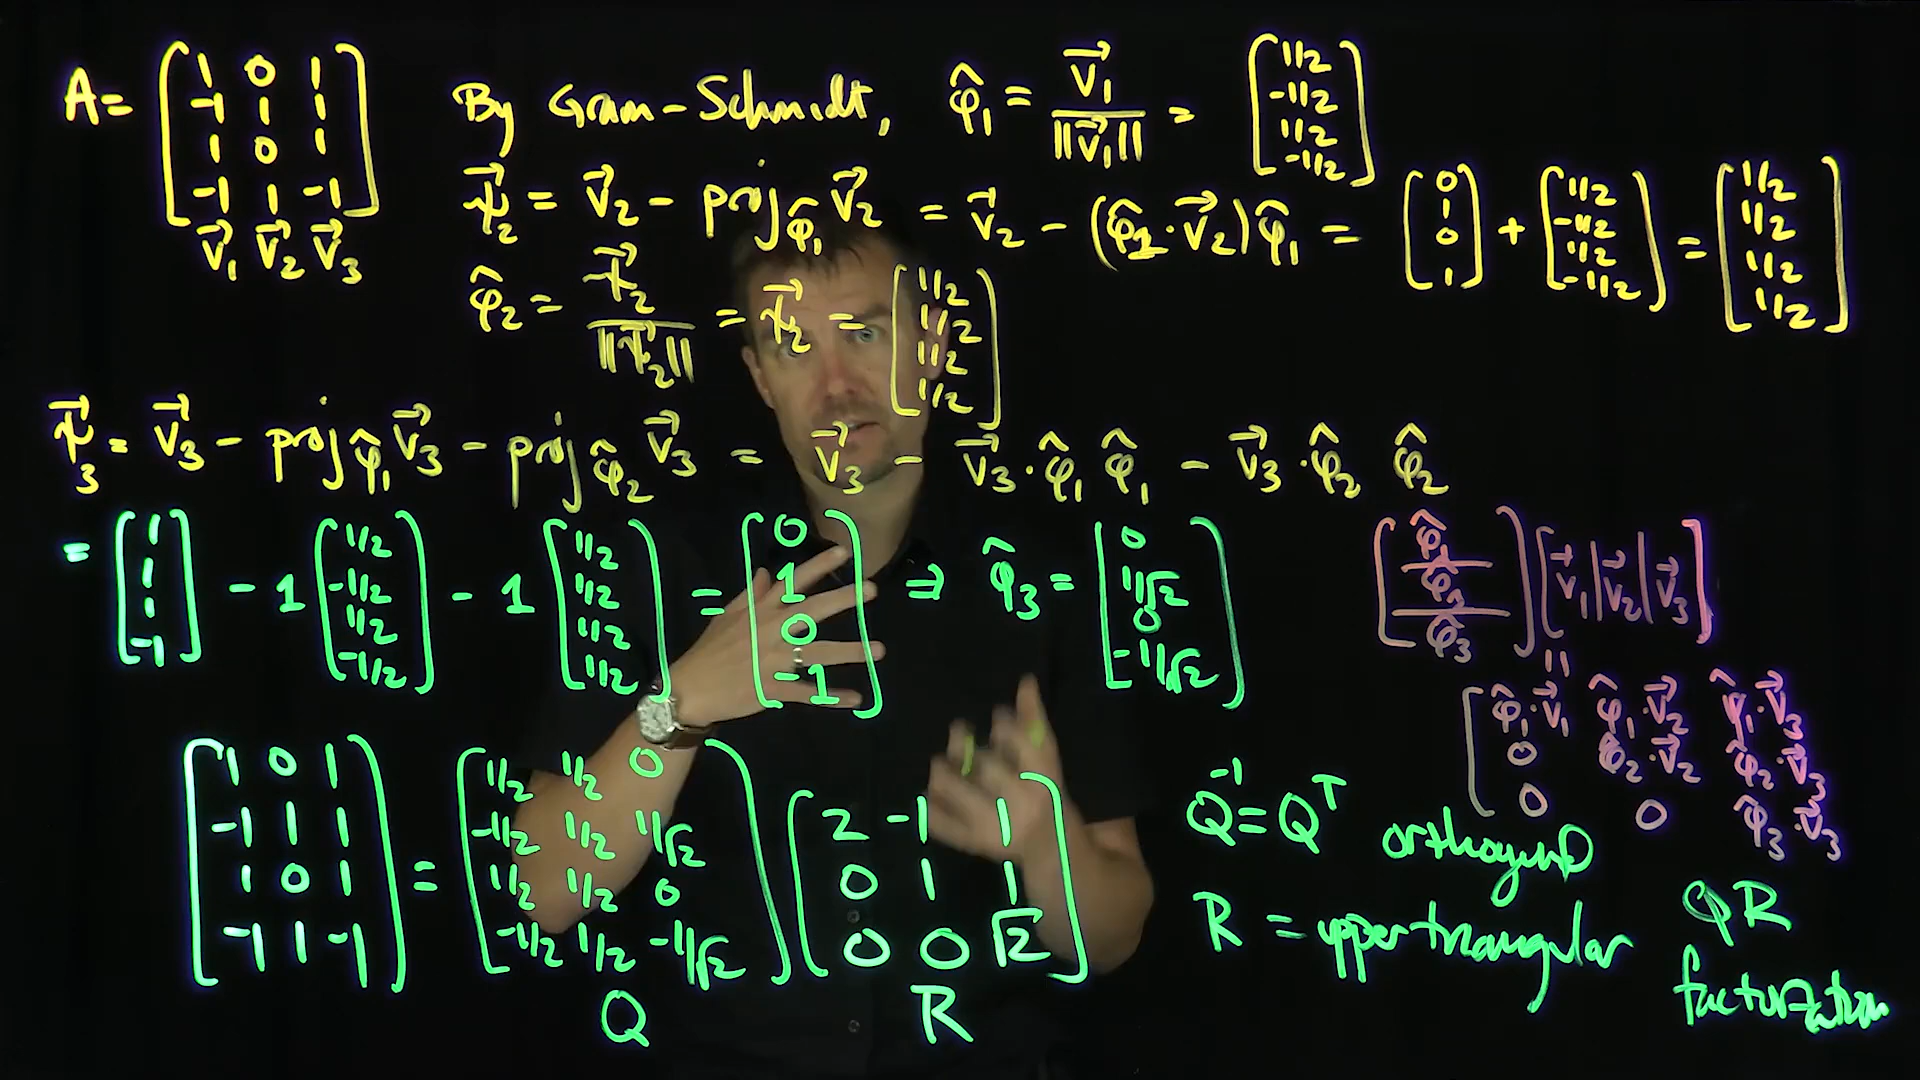 A = [1 0 1; -1 1 1; 1 0 1; -1 1 -1]
v⃗₁ v⃗₂ v⃗₃
By Gram-Schmidt, φ̂₁ = v⃗₁ / ||v⃗₁|| = [1/2; -1/2; 1/2; -1/2]
ψ⃗₂ = v⃗₂ - proj_φ̂₁ v⃗₂ = v⃗₂ - (φ̂₁·v⃗₂)φ̂₁ = [0; 1; 0; 1] + [1/2; -1/2; 1/2; -1/2] = [1/2; 1/2; 1/2; 1/2]
φ̂₂ = ψ⃗₂ / ||ψ⃗₂|| = ψ⃗₂ = [1/2; 1/2; 1/2; 1/2]
ψ⃗₃ = v⃗₃ - proj_φ̂₁ v⃗₃ - proj_φ̂₂ v⃗₃ = v⃗₃ - v⃗₃·φ̂₁ φ̂₁ - v⃗₃·φ̂₂ φ̂₂
= [1; 1; 1; -1] - 1 [1/2; -1/2; 1/2; -1/2] - 1 [1/2; 1/2; 1/2; 1/2] = [0; 1; 0; -1] ⇒ φ̂₃ = [0; 1/√2; 0; -1/√2]
[φ̂₁; φ̂₂; φ̂₃] [v⃗₁ | v⃗₂ | v⃗₃]
=
[φ̂₁·v⃗₁ φ̂₁·v⃗₂ φ̂₁·v⃗₃
0 φ̂₂·v⃗₂ φ̂₂·v⃗₃
0 0 φ̂₃·v⃗₃
[1 0 1; -1 1 1; 1 0 1; -1 1 -1] = [1/2 1/2 0; -1/2 1/2 1/√2; 1/2 1/2 0; -1/2 1/2 -1/√2] [2 -1 1; 0 1 1; 0 0 √2]
Q R
Q⁻¹ = Qᵀ orthogonal
R = upper triangular
QR
factorization